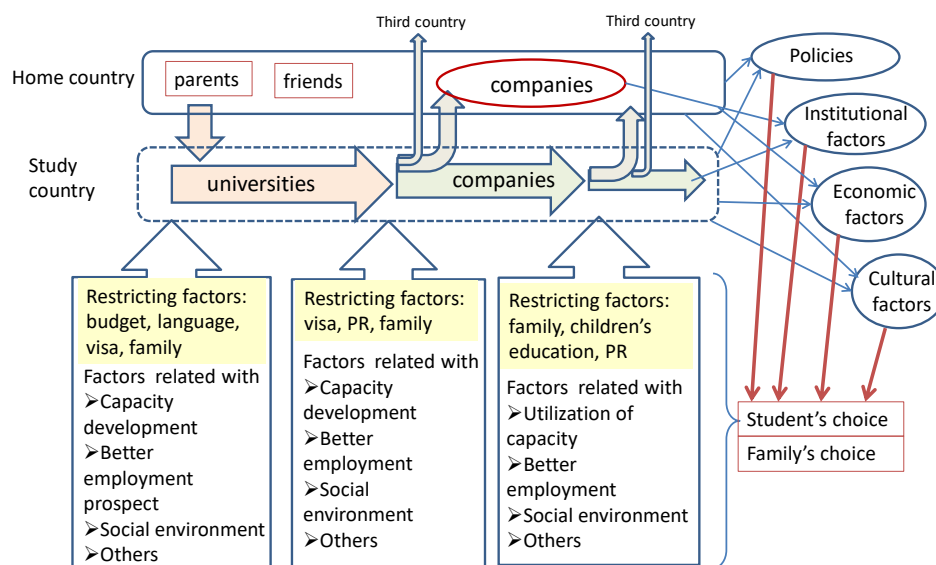 Third country
Third country
Home country
parents
friends
companies
Policies
Institutional
factors
Study
country
universities
companies
Economic
factors
Cultural
factors
Restricting factors:
budget, language,
visa, family
Factors related with
➢Capacity
development
➢Better
employment
prospect
➢Social environment
➢Others
Restricting factors:
visa, PR, family
Factors related with
➢Capacity
development
➢Better
employment
➢Social
environment
➢Others
Restricting factors:
family, children’s
education, PR
Factors related with
➢Utilization of
capacity
➢Better
employment
➢Social environment
➢Others
Student’s choice
Family’s choice